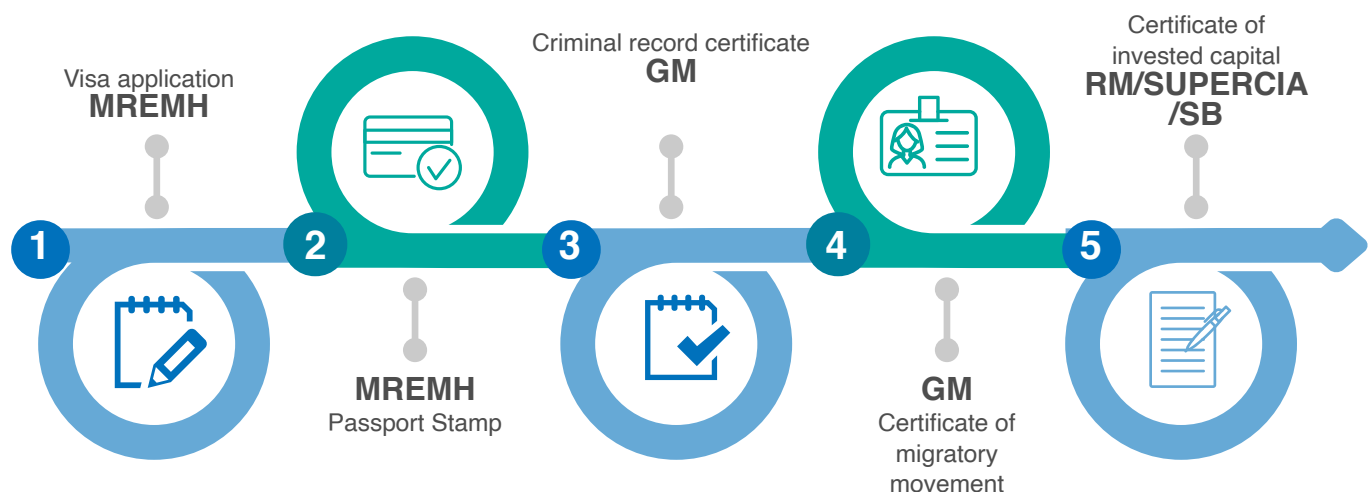 Visa application
MREMH
Criminal record certificate
GM
Certificate of
invested capital
RM/SUPERCIA
/SB
1
2
3
4
5
MREMH
Passport Stamp
GM
Certificate of
migratory
movement